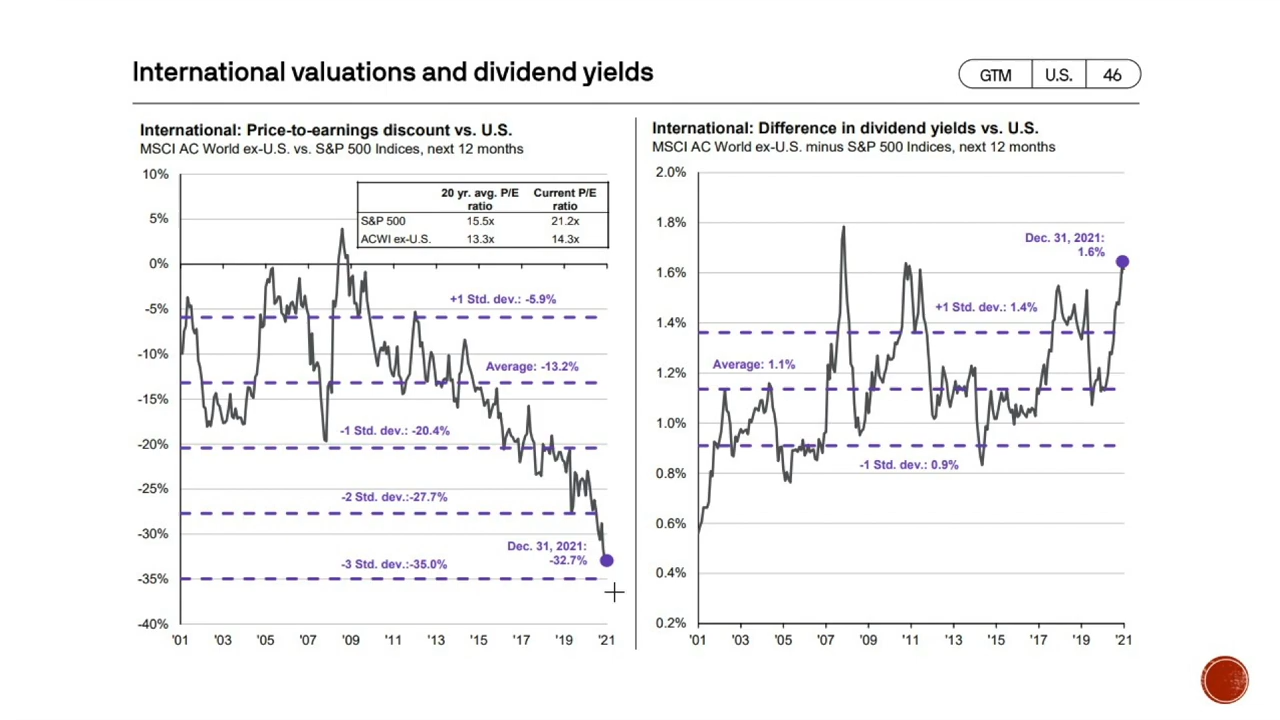 International valuations and dividend yields
GTM U.S. 46
International: Price-to-earnings discount vs. U.S.
MSCI AC World ex-U.S. vs. S&P 500 Indices, next 12 months
10%
5%
0%
-5%
-10%
-15%
-20%
-25%
-30%
-35%
-40%
20 yr. avg. P/E ratio Current P/E ratio
S&P 500 15.5x 21.2x
ACWI ex-U.S. 13.3x 14.3x
+1 Std. dev.: -5.9%
Average: -13.2%
-1 Std. dev.: -20.4%
-2 Std. dev.:-27.7%
Dec. 31, 2021:
-32.7%
-3 Std. dev.:-35.0%
'01 '03 '05 '07 '09 '11 '13 '15 '17 '19 '21
International: Difference in dividend yields vs. U.S.
MSCI AC World ex-U.S. minus S&P 500 Indices, next 12 months
2.0%
1.8%
1.6%
1.4%
1.2%
1.0%
0.8%
0.6%
0.4%
0.2%
Dec. 31, 2021:
1.6%
+1 Std. dev.: 1.4%
Average: 1.1%
-1 Std. dev.: 0.9%
'01 '03 '05 '07 '09 '11 '13 '15 '17 '19 '21